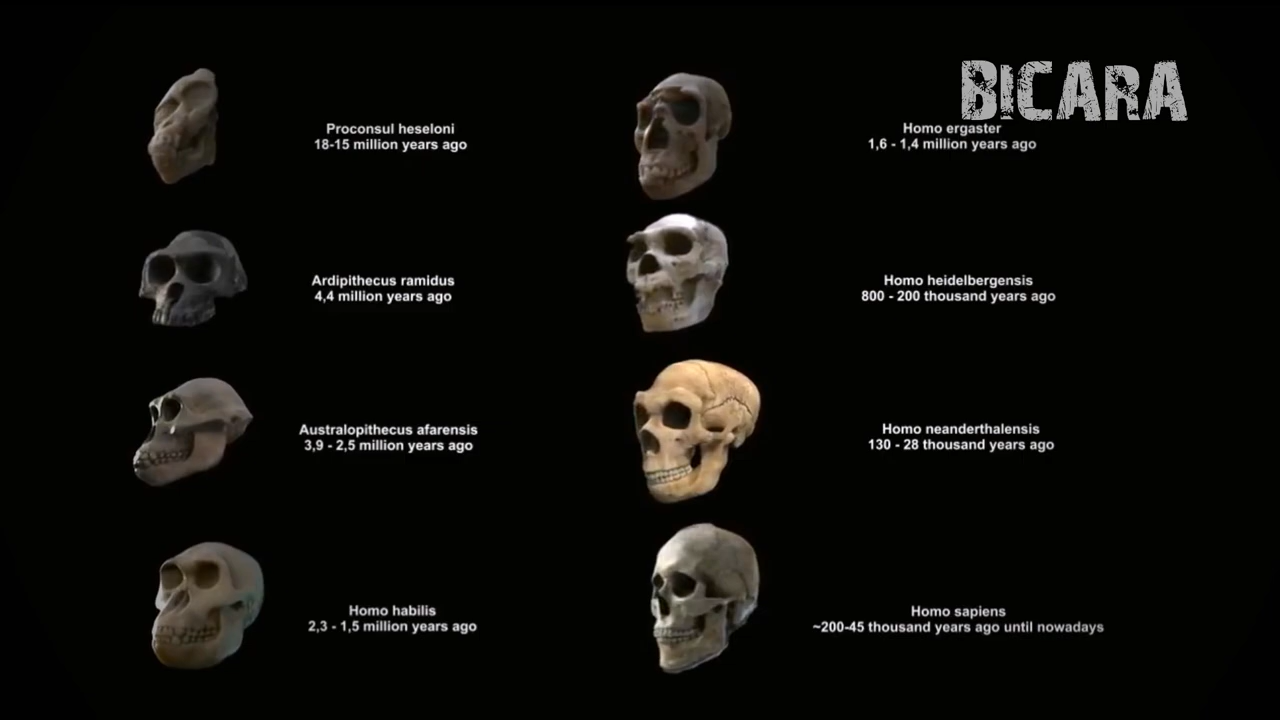 BICARA
Proconsul heseloni
18-15 million years ago
Homo ergaster
1,6 - 1,4 million years ago
Ardipithecus ramidus
4,4 million years ago
Homo heidelbergensis
800 - 200 thousand years ago
Australopithecus afarensis
3,9 - 2,5 million years ago
Homo neanderthalensis
130 - 28 thousand years ago
Homo habilis
2,3 - 1,5 million years ago
Homo sapiens
~200-45 thousand years ago until nowadays